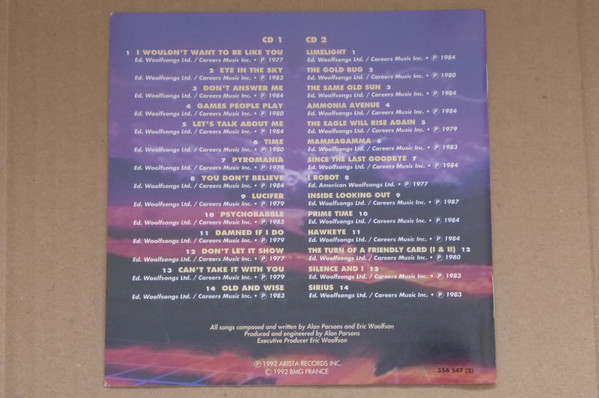 CD 1
1 I WOULDN'T WANT TO BE LIKE YOU
Ed. Woolfsongs Ltd. / Careers Music Inc. • ℗ 1977
2 EYE IN THE SKY
Ed. Woolfsongs Ltd. / Careers Music Inc. • ℗ 1982
3 DON'T ANSWER ME
Ed. Woolfsongs Ltd. / Careers Music Inc. • ℗ 1984
4 GAMES PEOPLE PLAY
Ed. Woolfsongs Ltd. / Careers Music Inc. • ℗ 1980
5 LET'S TALK ABOUT ME
Ed. Woolfsongs Ltd. / Careers Music Inc. • ℗ 1984
6 TIME
Ed. Woolfsongs Ltd. / Careers Music Inc. • ℗ 1980
7 PYROMANIA
Ed. Woolfsongs Ltd. / Careers Music Inc. • ℗
8 YOU DON'T BELIEVE
Ed. Woolfsongs Ltd. / Careers Music Inc. • ℗ 1984
9 LUCIFER
Ed. Woolfsongs Ltd. / Careers Music Inc. • ℗ 1979
10 PSYCHOBABBLE
Ed. Woolfsongs Ltd. / Careers Music Inc. • ℗ 1982
11 DAMNED IF I DO
Ed. Woolfsongs Ltd. / Careers Music Inc. • ℗ 1979
12 DON'T LET IT SHOW
Ed. Woolfsongs Ltd. / Careers Music Inc. • ℗ 1977
13 CAN'T TAKE IT WITH YOU
Ed. Woolfsongs Ltd. / Careers Music Inc. • ℗ 1979
14 OLD AND WISE
Ed. Woolfsongs Ltd. / Careers Music Inc. • ℗ 1983
CD 2
LIMELIGHT 1
Ed. Woolfsongs Ltd. / Careers Music Inc. • ℗ 1984
THE GOLD BUG 2
Ed. Woolfsongs Ltd. / Careers Music Inc. • ℗ 1980
THE SAME OLD SUN 3
Ed. Woolfsongs Ltd. / Careers Music Inc. • ℗ 1984
AMMONIA AVENUE 4
Ed. Woolfsongs Ltd. / Careers Music Inc. • ℗ 1984
THE EAGLE WILL RISE AGAIN 5
Ed. Woolfsongs Ltd. / Careers Music Inc. • ℗ 1979
MAMMAGAMMA 6
Ed. Woolfsongs Ltd. / Careers Music Inc. • ℗ 1983
SINCE THE LAST GOODBYE 7
Ed. Woolfsongs Ltd. / Careers Music Inc. • ℗ 1984
I ROBOT 8
Ed. American Woolfsongs Ltd. • ℗ 1977
INSIDE LOOKING OUT 9
Ed. Woolfsongs Ltd. / Careers Music Inc. • ℗ 1987
PRIME TIME 10
Ed. Woolfsongs Ltd. / Careers Music Inc. • ℗ 1984
HAWKEYE 11
Ed. Woolfsongs Ltd. / Careers Music Inc. • ℗ 1984
THE TURN OF A FRIENDLY CARD (I & II) 12
Ed. Woolfsongs Ltd. / Careers Music Inc. • ℗ 1980
SILENCE AND I 13
Ed. Woolfsongs Ltd. / Careers Music Inc. • ℗ 1983
SIRIUS 14
Ed. Woolfsongs Ltd. / Careers Music Inc. • ℗ 1983
All songs composed and written by Alan Parsons and Eric Woolfson
Produced and engineered by Alan Parsons
Executive Producer Eric Woolfson
℗ 1992 ARISTA RECORDS INC.
© 1992 BMG FRANCE
354 547 (2)